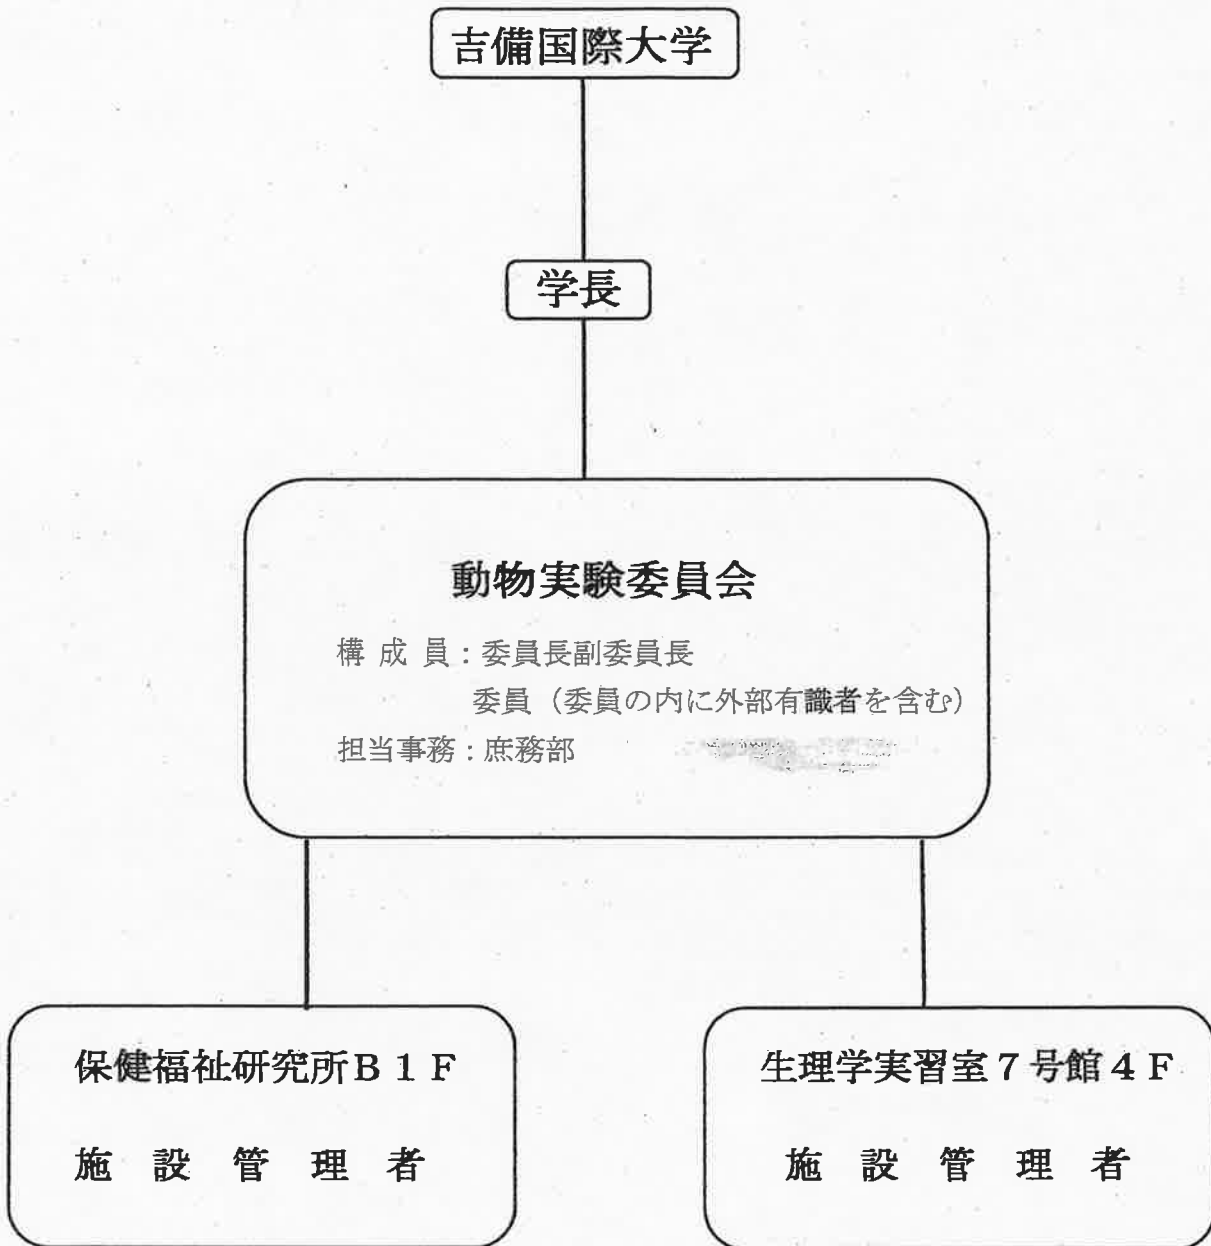 吉備国際大学
学長
動物実験委員会
構 成 員：委員長副委員長
委員（委員の内に外部有識者を含む）
担当事務：庶務部
保健福祉研究所Ｂ１Ｆ
施 設 管 理 者
生理学実習室７号館４Ｆ
施 設 管 理 者